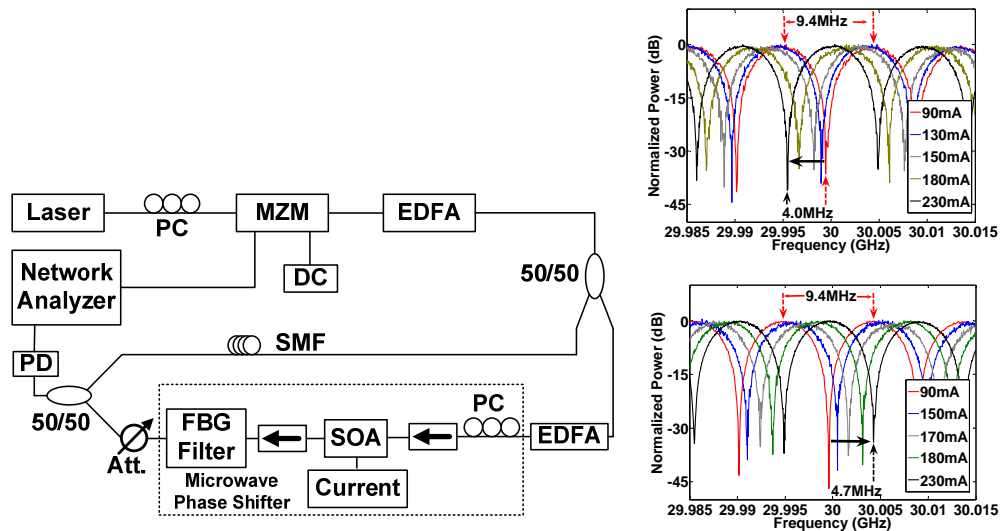 Laser
PC
MZM
EDFA
Network
Analyzer
DC
50/50
SMF
PD
50/50
Att.
FBG
Filter
SOA
Current
PC
EDFA
Microwave
Phase Shifter
9.4MHz
Normalized Power (dB)
0
-15
-30
-45
90mA
130mA
150mA
180mA
230mA
4.0MHz
29.985
29.99
29.995
30
30.005
30.01
30.015
Frequency (GHz)
9.4MHz
Normalized Power (dB)
0
-10
-20
-30
-40
-50
90mA
150mA
170mA
180mA
230mA
4.7MHz
29.985
29.99
29.995
30
30.005
30.01
30.015
Frequency (GHz)